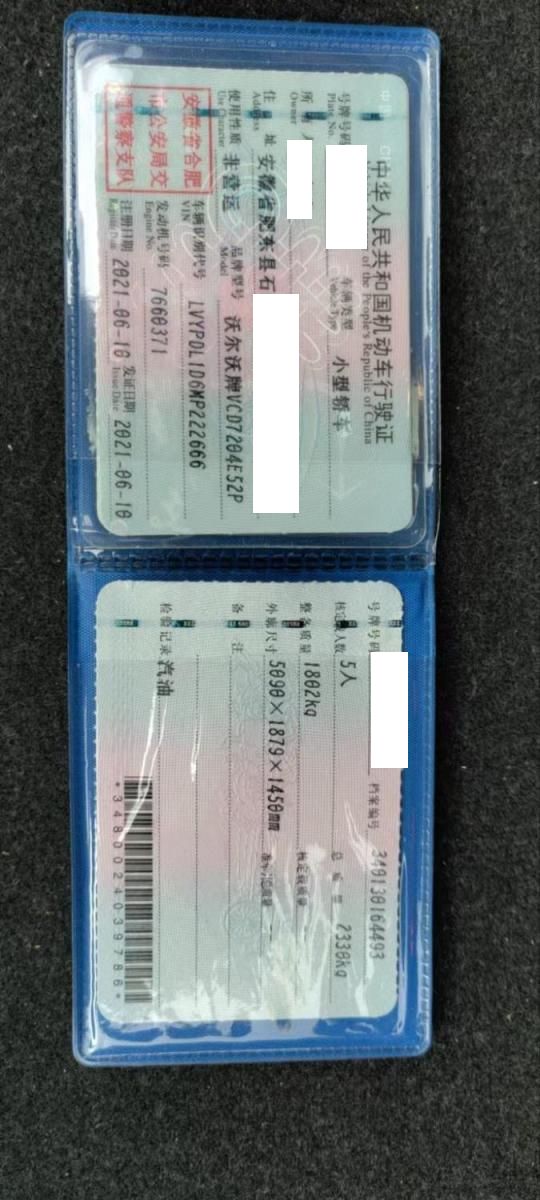 中华人民共和国机动车行驶证
of the People's Republic of China
号牌号码 车辆类型 小型轿车
Plate No. Vehicle Type
所 有 人
Owner
住 址 安徽省肥东县石
Address
使用性质 非营运 品牌型号 沃尔沃牌VCD7204E52P
Use Character Model
安徽省合肥
市公安局交
通警察支队
车辆识别代号 LVYPDL1D6MP222666
VIN
发动机号码 7660371
Engine No.
注册日期 2021-06-10 发证日期 2021-06-10
Register Date Issue Date
号牌号码 档案编号 340130164493
核定载人数 5人 总质量 2330kg
整备质量 1802kg 核定载质量
外廓尺寸 5090×1879×1450mm 准牵引总质量
备 注
检验记录 汽油
*3480024039786*